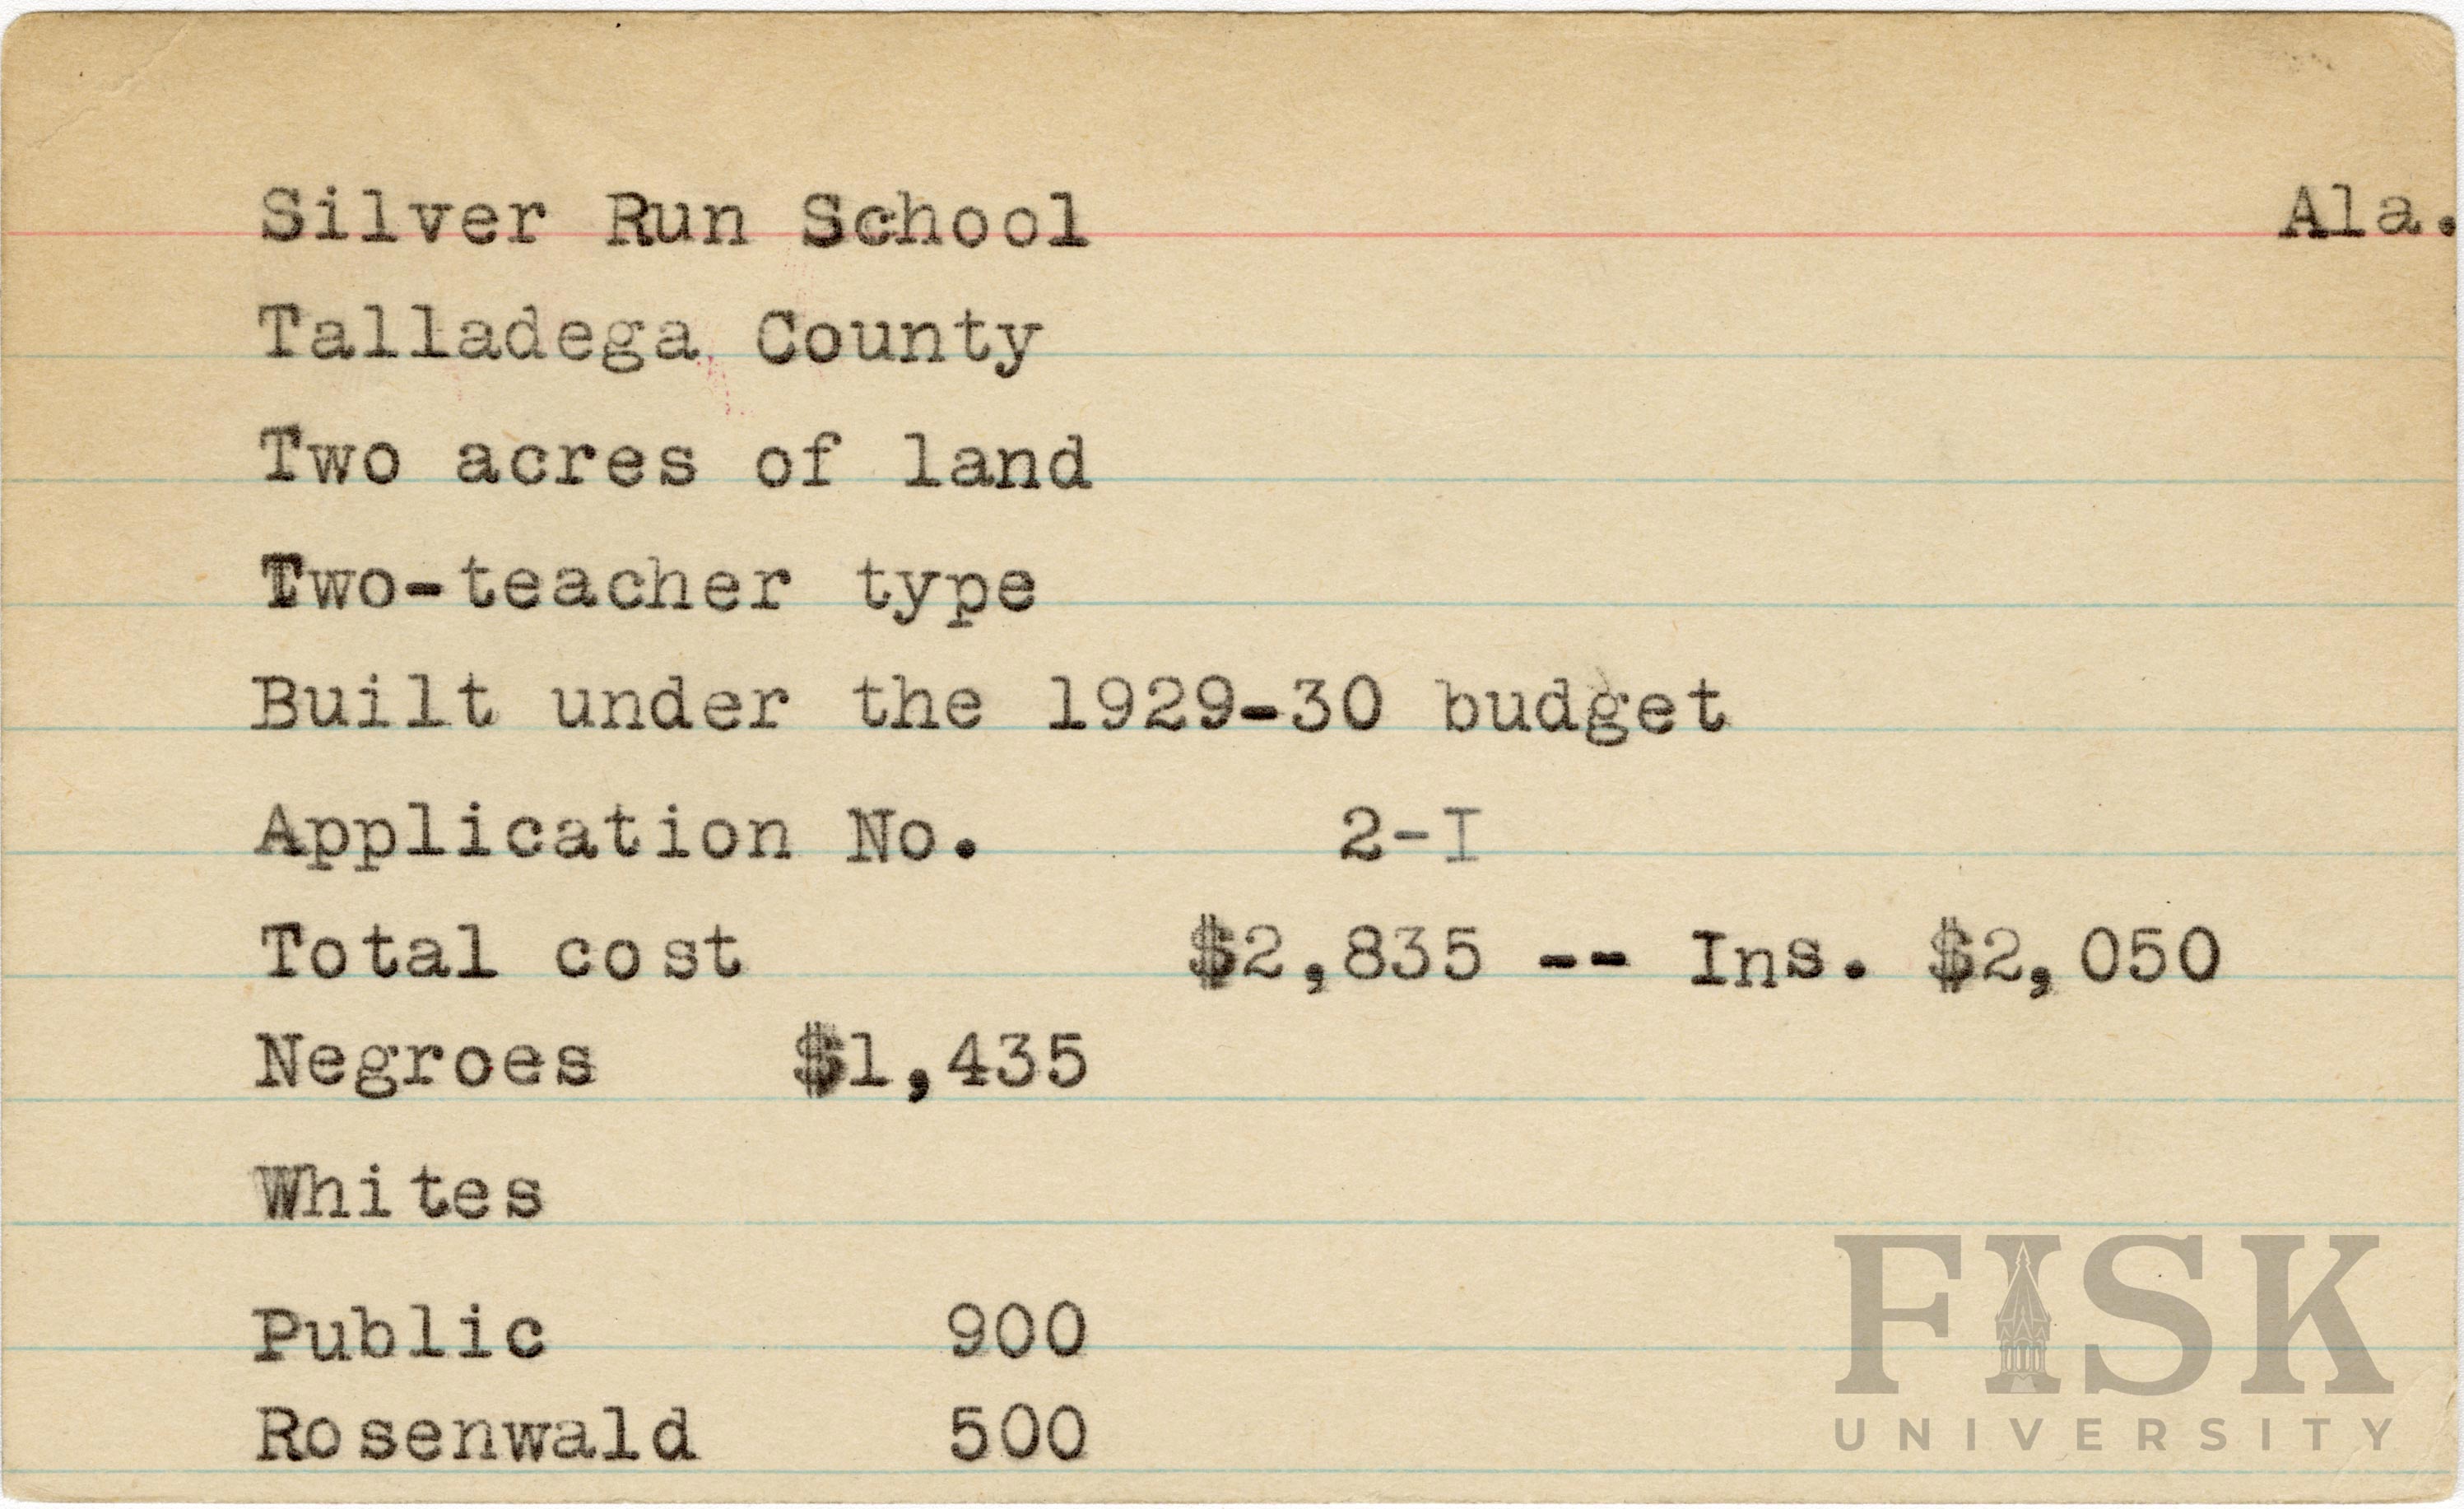 Silver Run School Ala.
Talladega County
Two acres of land
Two-teacher type
Built under the 1929-30 budget
Application No. 2-I
Total cost $2,835 -- Ins. $2,050
Negroes $1,435
Whites
Public 900
Rosenwald 500
FISK
UNIVERSITY